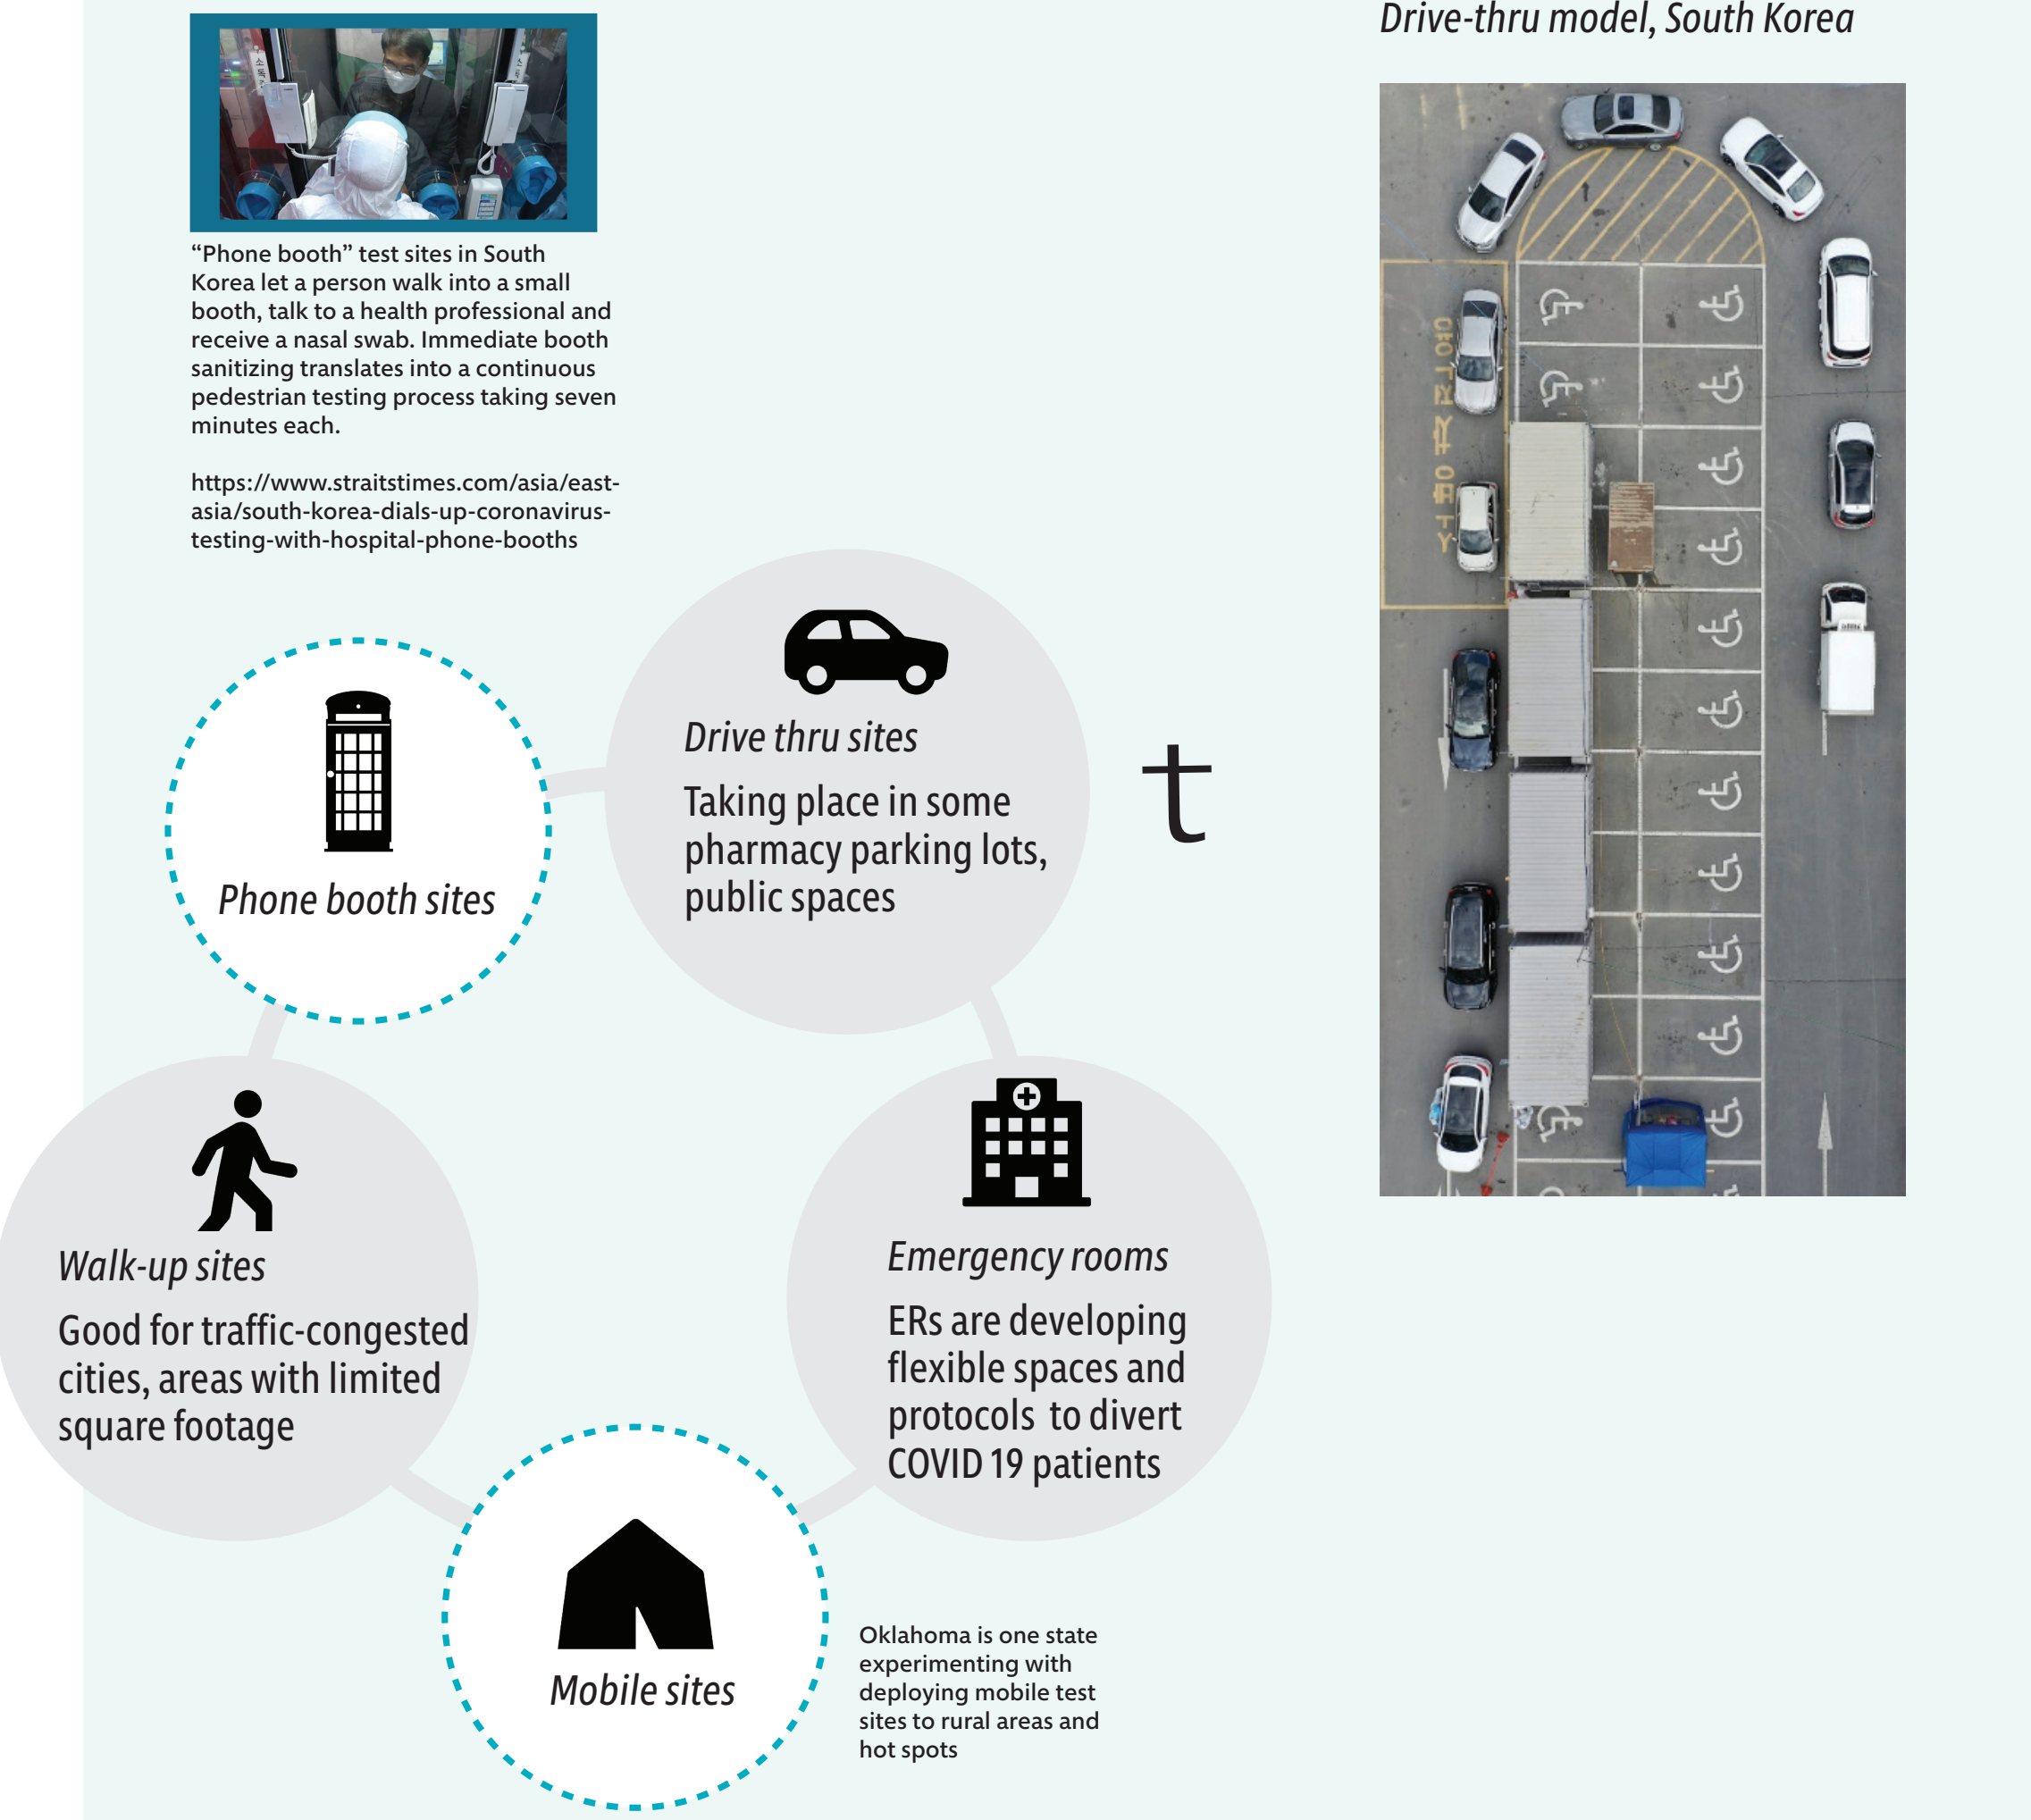 Drive-thru model, South Korea
“Phone booth” test sites in South
Korea let a person walk into a small
booth, talk to a health professional and
receive a nasal swab. Immediate booth
sanitizing translates into a continuous
pedestrian testing process taking seven
minutes each.
https://www.straitstimes.com/asia/east-
asia/south-korea-dials-up-coronavirus-
testing-with-hospital-phone-booths
Phone booth sites
Drive thru sites
Taking place in some
pharmacy parking lots,
public spaces
t
Walk-up sites
Good for traffic-congested
cities, areas with limited
square footage
Emergency rooms
ERs are developing
flexible spaces and
protocols  to divert
COVID 19 patients
Mobile sites
Oklahoma is one state
experimenting with
deploying mobile test
sites to rural areas and
hot spots